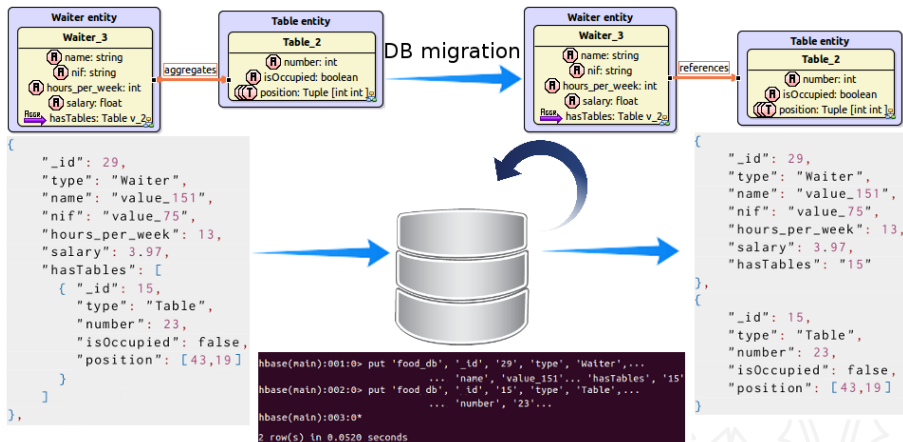 Waiter entity
Waiter_3
A name: string
A nif: string
A hours_per_week: int
A salary: float
Aggr. hasTables: Table v_2
aggregates
Table entity
Table_2
A number: int
A isOccupied: boolean
T position: Tuple [int int ]
DB migration
Waiter entity
Waiter_3
A name: string
A nif: string
A hours_per_week: int
A salary: float
Aggr. hasTables: Table v_2
references
Table entity
Table_2
A number: int
A isOccupied: boolean
T position: Tuple [int int ]
{
"_id": 29,
"type": "Waiter",
"name": "value_151",
"nif": "value_75",
"hours_per_week": 13,
"salary": 3.97,
"hasTables": [
{ "_id": 15,
"type": "Table",
"number": 23,
"isOccupied": false,
"position": [43,19]
}
]
},
hbase(main):001:0> put 'food_db', '_id', '29', 'type', 'Waiter',...
... 'name', 'value_151'... 'hasTables', '15'
hbase(main):002:0> put 'food_db', '_id', '15', 'type', 'Table',...
... 'number', '23'...
hbase(main):003:0*
2 row(s) in 0.0520 seconds
{
"_id": 29,
"type": "Waiter",
"name": "value_151",
"nif": "value_75",
"hours_per_week": 13,
"salary": 3.97,
"hasTables": "15"
},
{
"_id": 15,
"type": "Table",
"number": 23,
"isOccupied": false,
"position": [43,19]
}